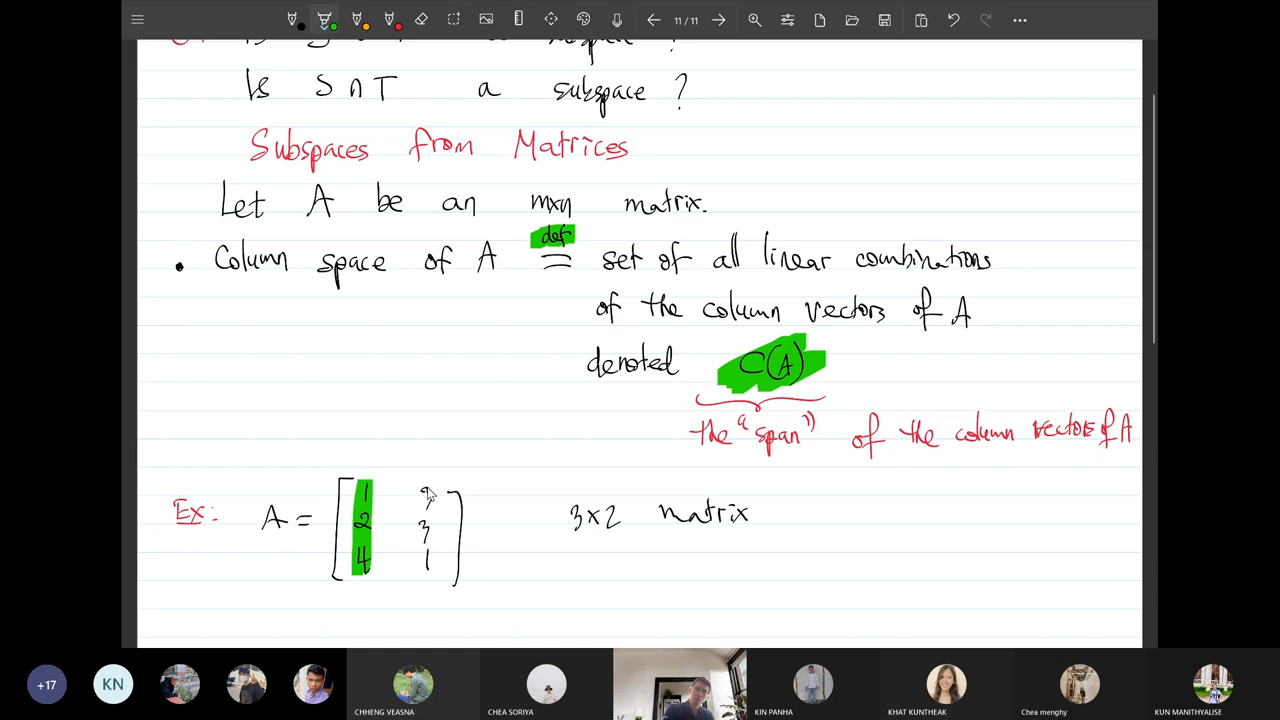 11 / 11
Is S ∩ T a subspace ?
Subspaces from Matrices
Let A be an mxn matrix.
def
• Column space of A = set of all linear combinations
of the column vectors of A
denoted C(A)
the "span" of the column vectors of A
Ex: A = [ 1
2 3
4 1 ] 3x2 matrix
+17 KN
CHHENG VEASNA CHEA SORIYA KIN PANHA KHAT KUNTHEAK Chea menghy KUN MANITHYALISE